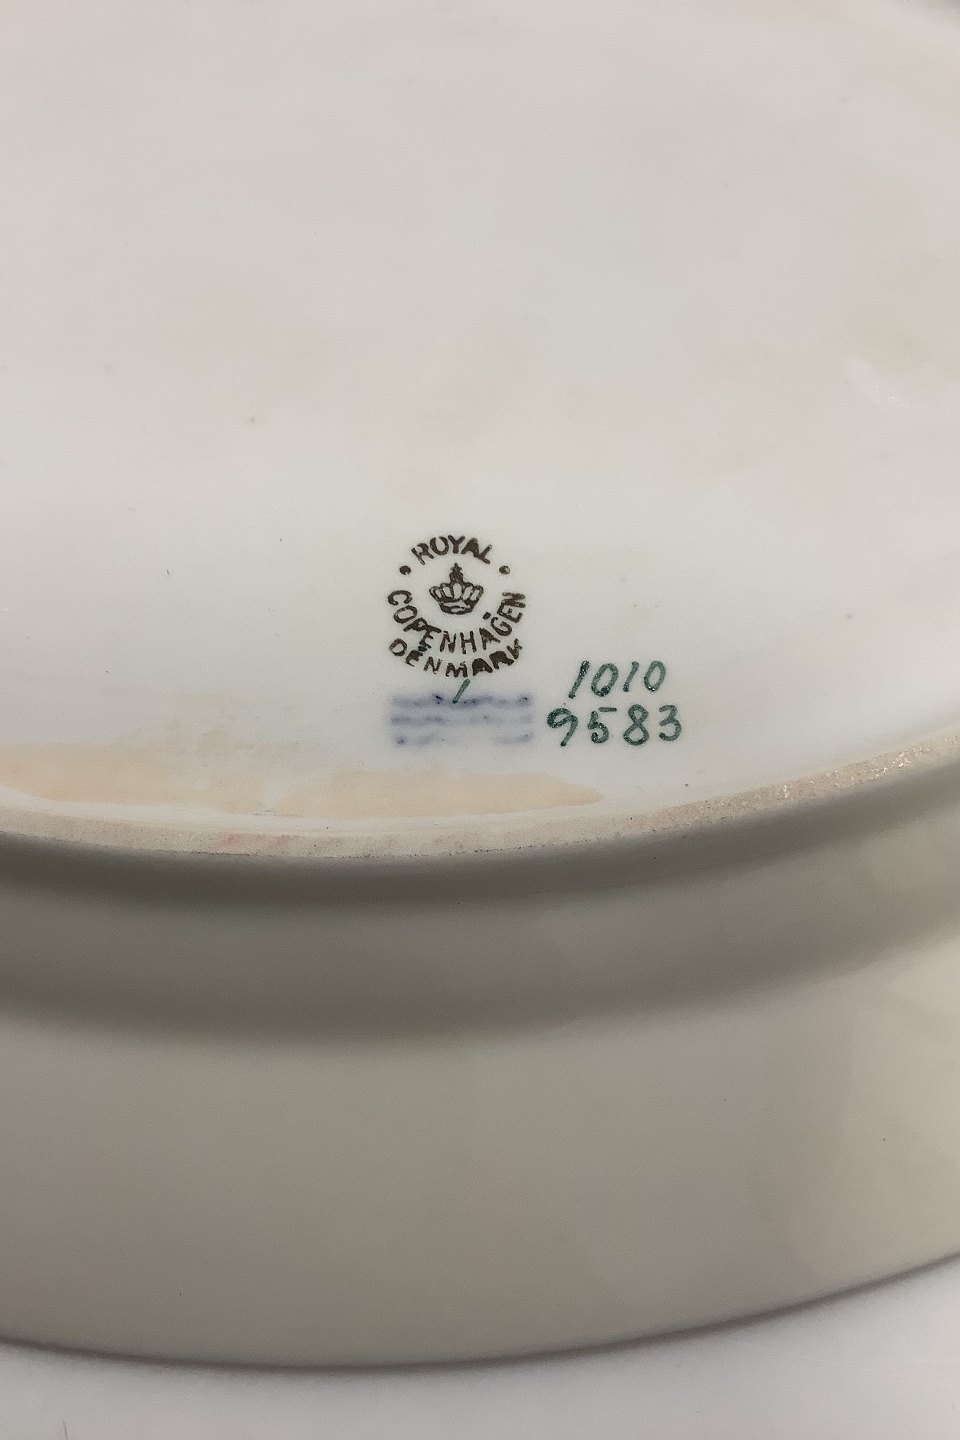 ROYAL
COPENHAGEN
DENMARK
1010
9583